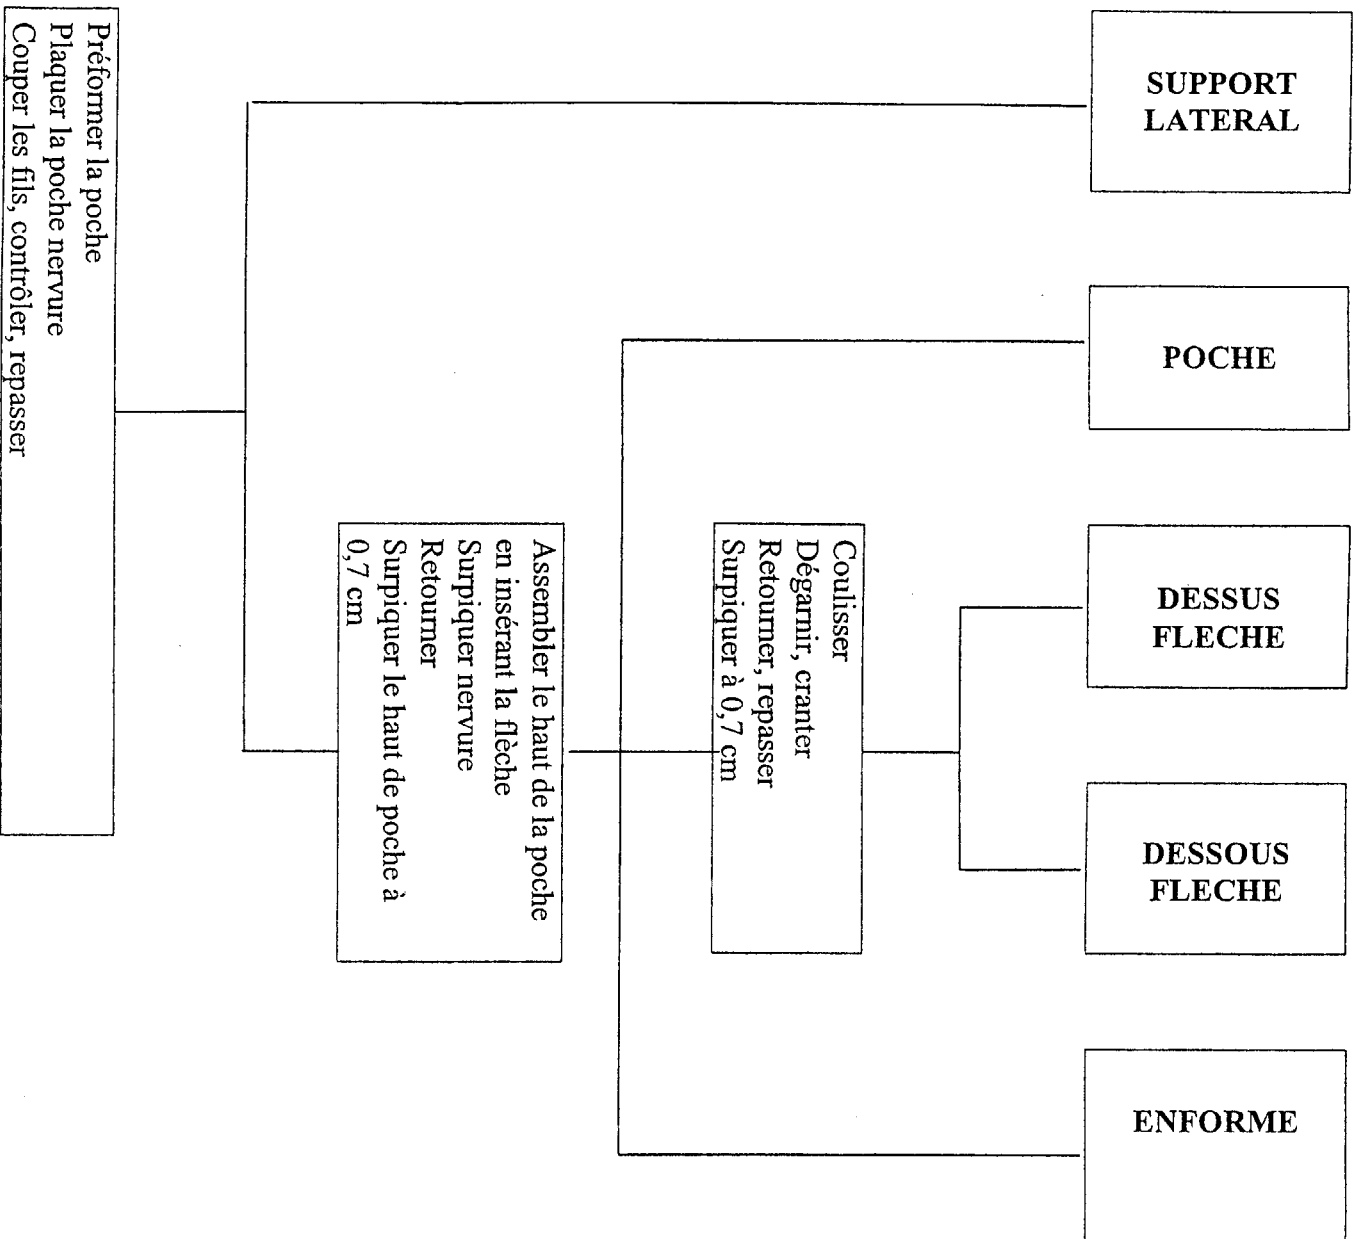 SUPPORT
LATERAL
POCHE
DESSUS
FLECHE
DESSOUS
FLECHE
ENFORME
Coulisser
Dégarnir, cranter
Retourner, repasser
Surpiquer à 0,7 cm
Assembler le haut de la poche
en insérant la flèche
Surpiquer nervure
Retourner
Surpiquer le haut de poche à
0,7 cm
Préformer la poche
Plaquer la poche nervure
Couper les fils, contrôler, repasser